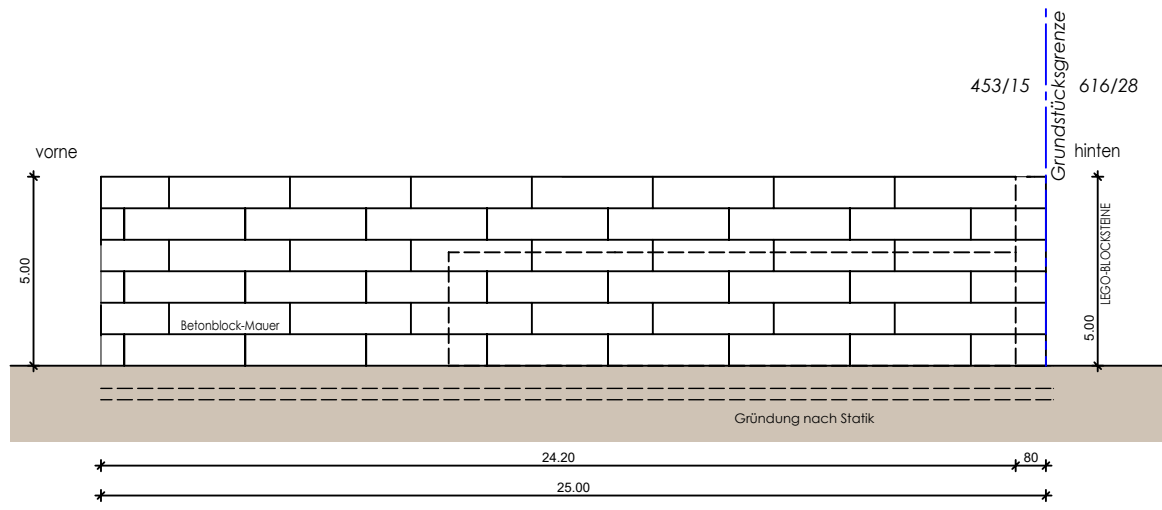 Grundstücksgrenze
453/15
616/28
vorne
hinten
5.00
LEGO-BLOCKSTEINE
5.00
Betonblock-Mauer
Gründung nach Statik
24.20
80
25.00